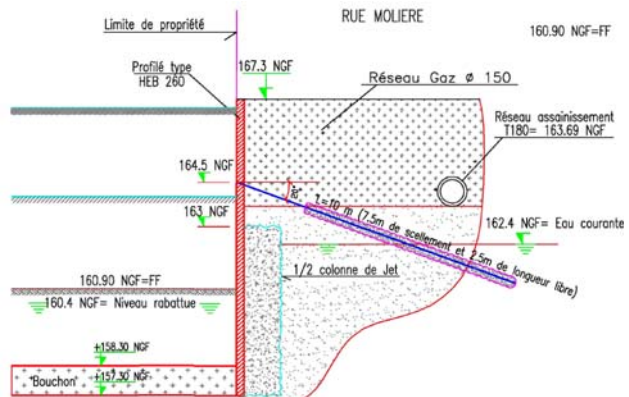 RUE MOLIERE
Limite de propriété
160.90 NGF=FF
Profilé type
HEB 260
167.3 NGF
Réseau Gaz ø 150
Réseau assainissement
T180= 163.69 NGF
164.5 NGF
L=10 m (7.5m de scellement et 2.5m de longueur libre)
163 NGF
162.4 NGF= Eau courante
1/2 colonne de Jet
160.90 NGF=FF
160.4 NGF= Niveau rabattue
+158.30 NGF
"Bouchon"
+157.30 NGF